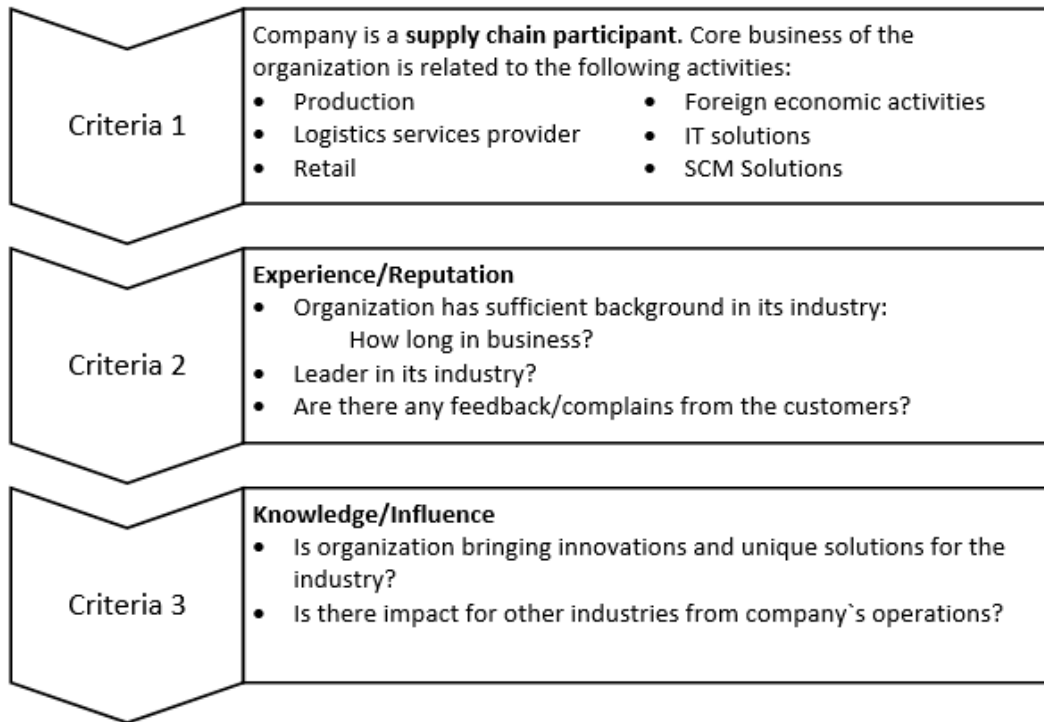 Criteria 1
Company is a supply chain participant. Core business of the
organization is related to the following activities:
• Production
• Logistics services provider
• Retail
• Foreign economic activities
• IT solutions
• SCM Solutions
Criteria 2
Experience/Reputation
• Organization has sufficient background in its industry:
How long in business?
• Leader in its industry?
• Are there any feedback/complains from the customers?
Criteria 3
Knowledge/Influence
• Is organization bringing innovations and unique solutions for the
industry?
• Is there impact for other industries from company`s operations?